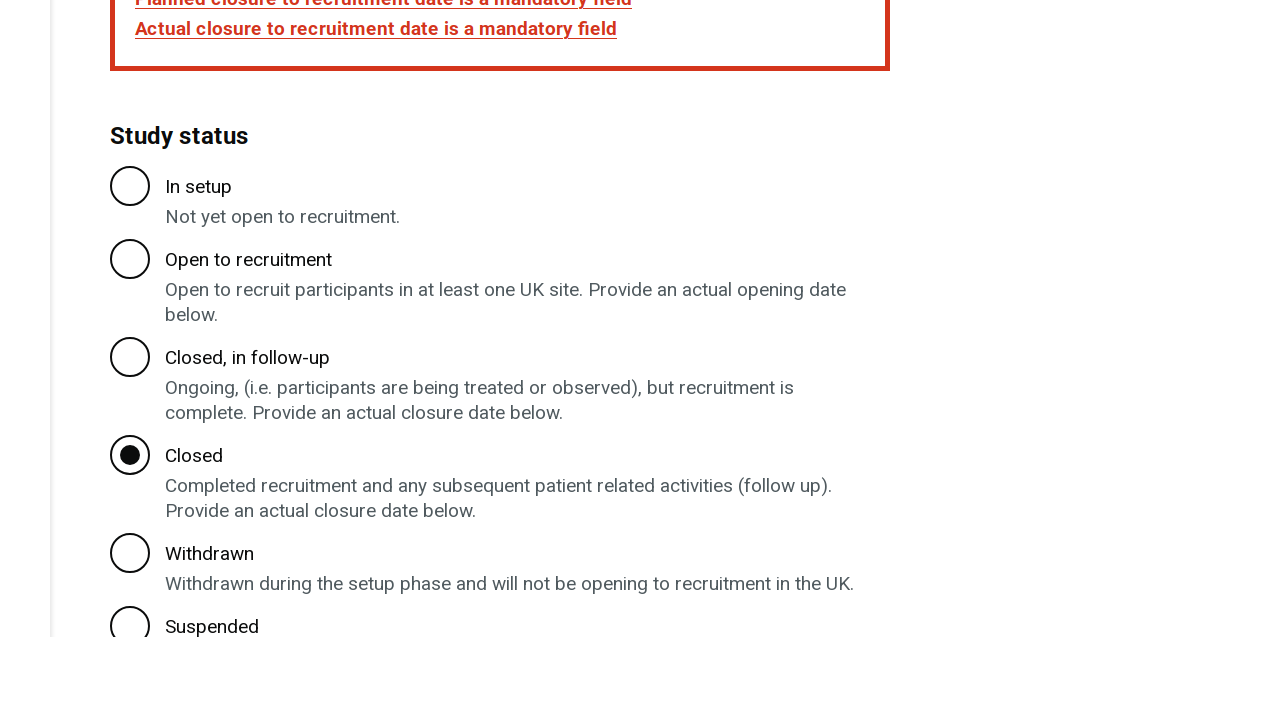 Planned closure to recruitment date is a mandatory field
Actual closure to recruitment date is a mandatory field
Study status
In setup
Not yet open to recruitment.
Open to recruitment
Open to recruit participants in at least one UK site. Provide an actual opening date
below.
Closed, in follow-up
Ongoing, (i.e. participants are being treated or observed), but recruitment is
complete. Provide an actual closure date below.
Closed
Completed recruitment and any subsequent patient related activities (follow up).
Provide an actual closure date below.
Withdrawn
Withdrawn during the setup phase and will not be opening to recruitment in the UK.
Suspended